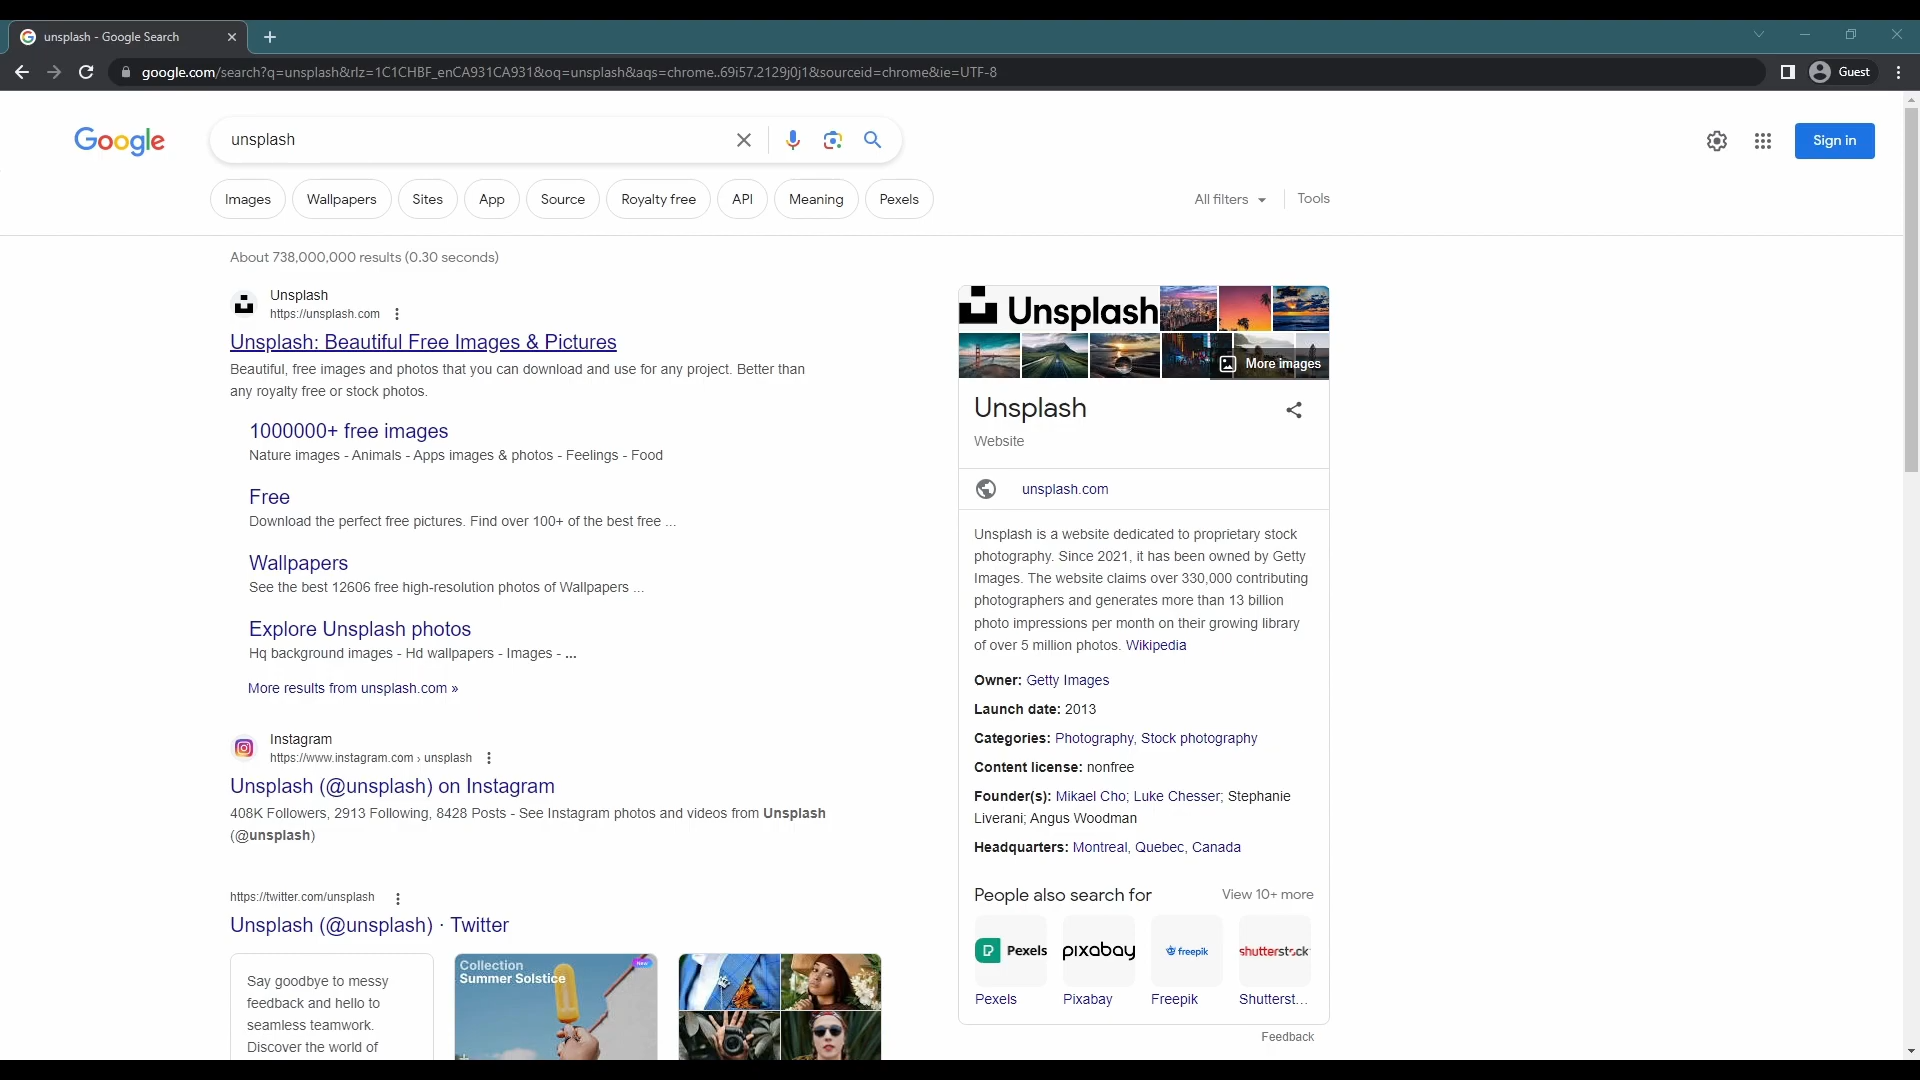 unsplash - Google Search
google.com/search?q=unsplash&rlz=1C1CHBF_enCA931CA931&oq=unsplash&aqs=chrome..69i57.2129j0j1&sourceid=chrome&ie=UTF-8
Guest
Google
unsplash
Sign in
Images
Wallpapers
Sites
App
Source
Royalty free
API
Meaning
Pexels
All filters
Tools
About 738,000,000 results (0.30 seconds)
Unsplash
https://unsplash.com
Unsplash: Beautiful Free Images & Pictures
Beautiful, free images and photos that you can download and use for any project. Better than
any royalty free or stock photos.
1000000+ free images
Nature images - Animals - Apps images & photos - Feelings - Food
Free
Download the perfect free pictures. Find over 100+ of the best free ...
Wallpapers
See the best 12606 free high-resolution photos of Wallpapers ...
Explore Unsplash photos
Hq background images - Hd wallpapers - Images - ...
More results from unsplash.com »
Instagram
https://www.instagram.com › unsplash
Unsplash (@unsplash) on Instagram
408K Followers, 2913 Following, 8428 Posts - See Instagram photos and videos from Unsplash
(@unsplash)
https://twitter.com/unsplash
Unsplash (@unsplash) · Twitter
Say goodbye to messy
feedback and hello to
seamless teamwork.
Discover the world of
Collection
Summer Solstice
New
Unsplash
More images
Unsplash
Website
unsplash.com
Unsplash is a website dedicated to proprietary stock
photography. Since 2021, it has been owned by Getty
Images. The website claims over 330,000 contributing
photographers and generates more than 13 billion
photo impressions per month on their growing library
of over 5 million photos. Wikipedia
Owner: Getty Images
Launch date: 2013
Categories: Photography, Stock photography
Content license: nonfree
Founder(s): Mikael Cho; Luke Chesser; Stephanie
Liverani; Angus Woodman
Headquarters: Montreal, Quebec, Canada
People also search for
View 10+ more
Pexels
pixabay
freepik
shutterstock
Pexels
Pixabay
Freepik
Shutterst...
Feedback